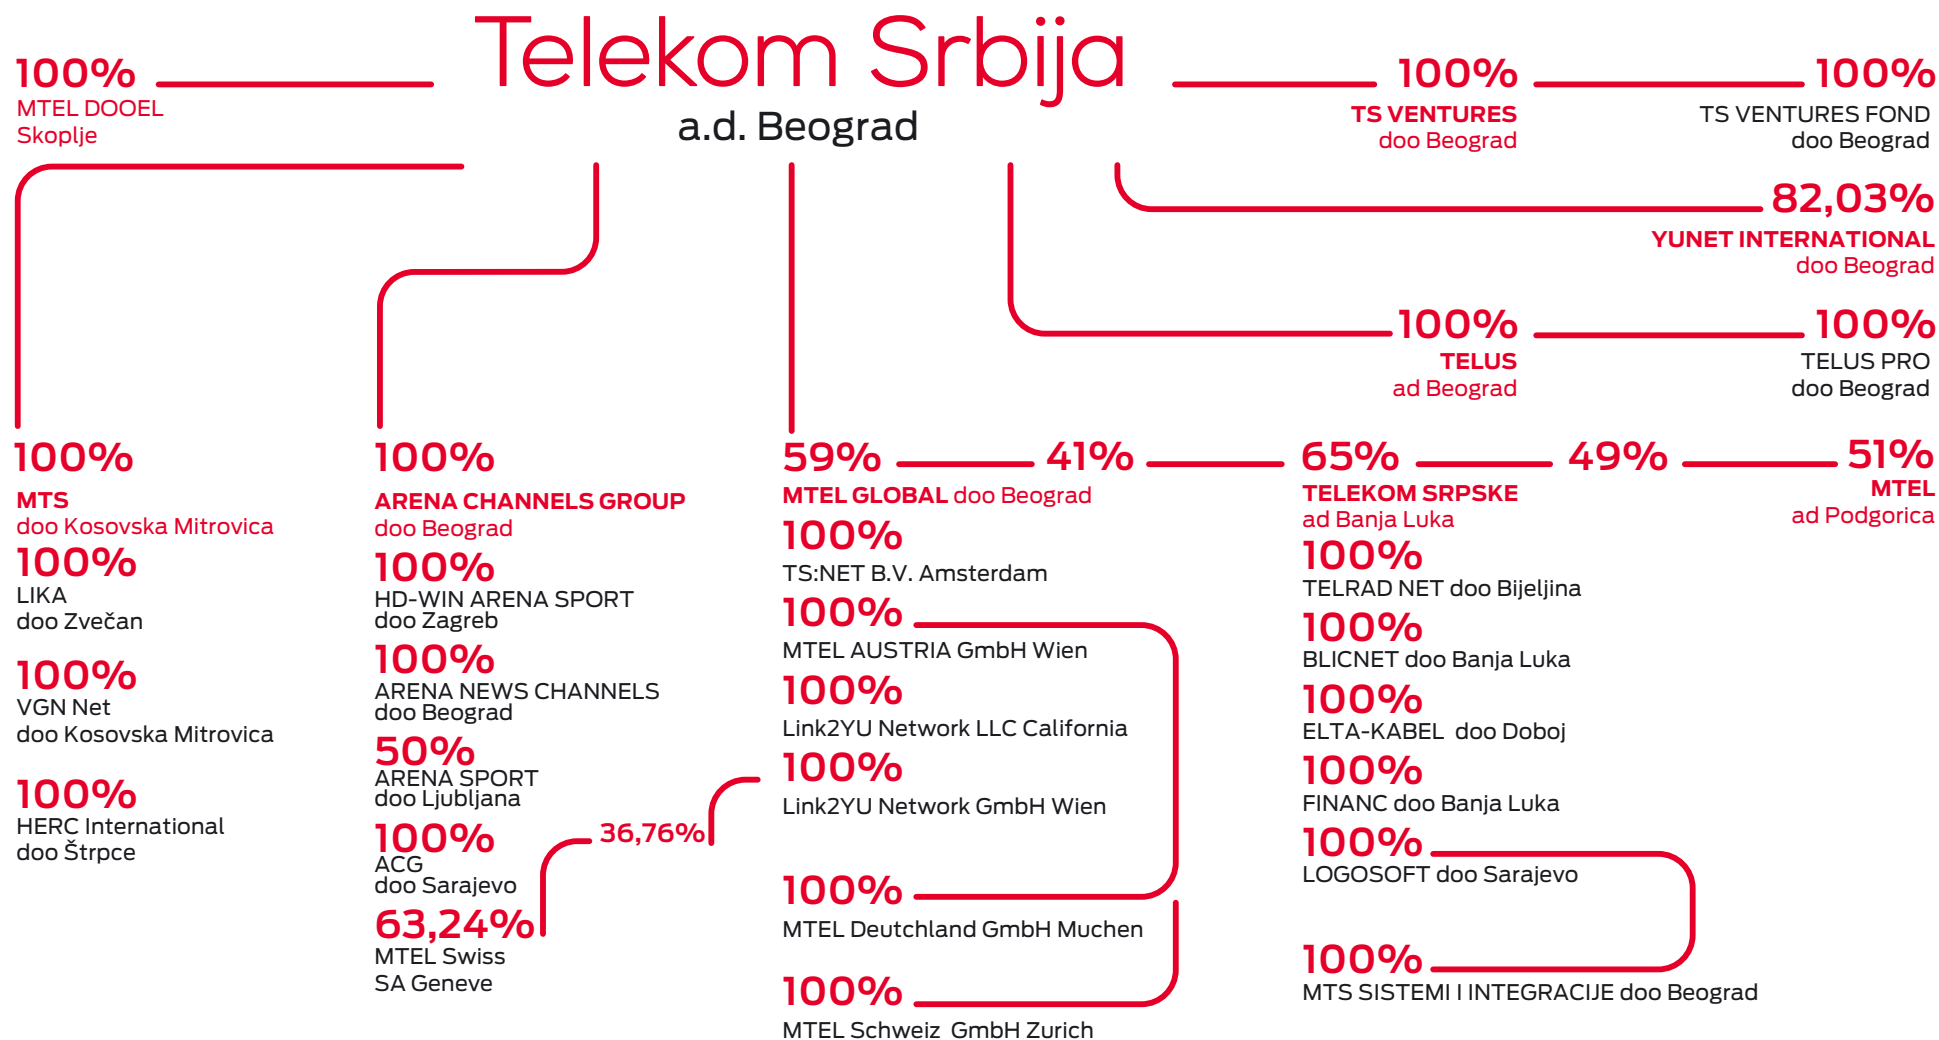 Telekom Srbija
a.d. Beograd
100%
MTEL DOOEL
Skoplje
100%
TS VENTURES
doo Beograd
100%
TS VENTURES FOND
doo Beograd
82,03%
YUNET INTERNATIONAL
doo Beograd
100%
TELUS
ad Beograd
100%
TELUS PRO
doo Beograd
100%
MTS
doo Kosovska Mitrovica
100%
LIKA
doo Zvečan
100%
VGN Net
doo Kosovska Mitrovica
100%
HERC International
doo Štrpce
100%
ARENA CHANNELS GROUP
doo Beograd
100%
HD-WIN ARENA SPORT
doo Zagreb
100%
ARENA NEWS CHANNELS
doo Beograd
50%
ARENA SPORT
doo Ljubljana
100%
ACG
doo Sarajevo
63,24%
MTEL Swiss
SA Geneve
36,76%
59%
41%
MTEL GLOBAL doo Beograd
100%
TS:NET B.V. Amsterdam
100%
MTEL AUSTRIA GmbH Wien
100%
Link2YU Network LLC California
100%
Link2YU Network GmbH Wien
100%
MTEL Deutchland GmbH Muchen
100%
MTEL Schweiz GmbH Zurich
65%
TELEKOM SRPSKE
ad Banja Luka
100%
TELRAD NET doo Bijeljina
100%
BLICNET doo Banja Luka
100%
ELTA-KABEL doo Doboj
100%
FINANC doo Banja Luka
100%
LOGOSOFT doo Sarajevo
100%
MTS SISTEMI I INTEGRACIJE doo Beograd
49%
51%
MTEL
ad Podgorica